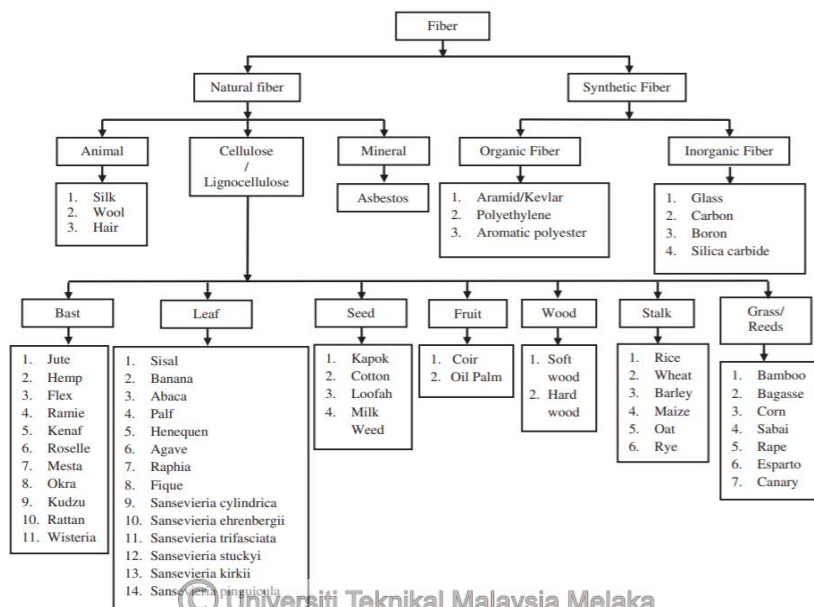 Fiber
Natural fiber
Synthetic Fiber
Animal
Cellulose
/
Lignocellulose
Mineral
Organic Fiber
Inorganic Fiber
1. Silk
2. Wool
3. Hair
Asbestos
1. Aramid/Kevlar
2. Polyethylene
3. Aromatic polyester
1. Glass
2. Carbon
3. Boron
4. Silica carbide
Bast
Leaf
Seed
Fruit
Wood
Stalk
Grass/
Reeds
1. Jute
2. Hemp
3. Flex
4. Ramie
5. Kenaf
6. Roselle
7. Mesta
8. Okra
9. Kudzu
10. Rattan
11. Wisteria
1. Sisal
2. Banana
3. Abaca
4. Palf
5. Henequen
6. Agave
7. Raphia
8. Fique
9. Sansevieria cylindrica
10. Sansevieria ehrenbergii
11. Sansevieria trifasciata
12. Sansevieria stuckyi
13. Sansevieria kirkii
14. Sansevieria pinguicula
1. Kapok
2. Cotton
3. Loofah
4. Milk
Weed
1. Coir
2. Oil Palm
1. Soft
wood
2. Hard
wood
1. Rice
2. Wheat
3. Barley
4. Maize
5. Oat
6. Rye
1. Bamboo
2. Bagasse
3. Corn
4. Sabai
5. Rape
6. Esparto
7. Canary
© Universiti Teknikal Malaysia Melaka